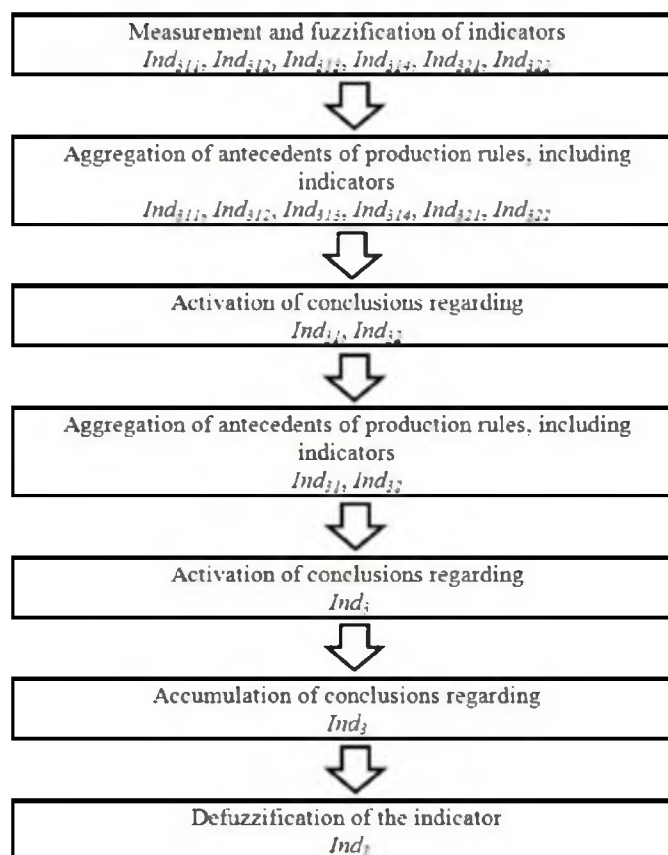 Measurement and fuzzification of indicators
Ind₃₁₁, Ind₃₁₂, Ind₃₁₃, Ind₃₁₄, Ind₃₂₁, Ind₃₂₂
Aggregation of antecedents of production rules, including
indicators
Ind₃₁₁, Ind₃₁₂, Ind₃₁₃, Ind₃₁₄, Ind₃₂₁, Ind₃₂₂
Activation of conclusions regarding
Ind₃₁, Ind₃₂
Aggregation of antecedents of production rules, including
indicators
Ind₃₁, Ind₃₂
Activation of conclusions regarding
Ind₃
Accumulation of conclusions regarding
Ind₃
Defuzzification of the indicator
Ind₃